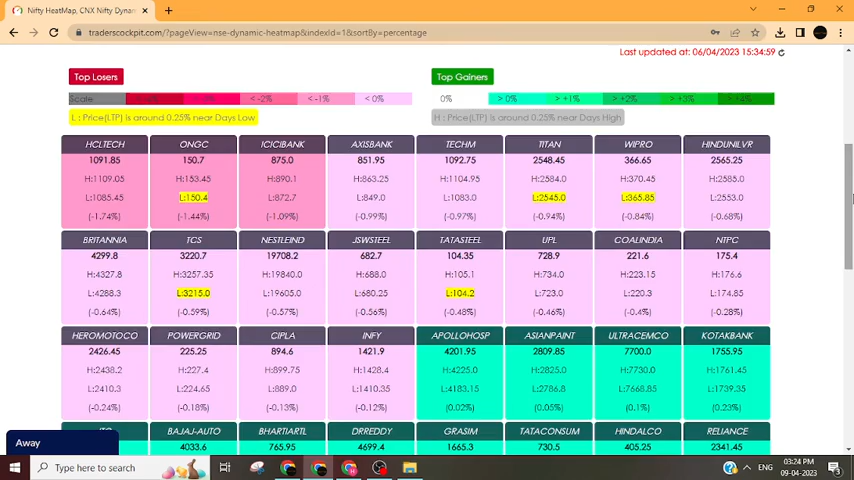 Nifty HeatMap, CNX Nifty Dynam
traderscockpit.com/?pageView=nse-dynamic-heatmap&indexId=1&sortBy=percentage
Last updated at: 06/04/2023 15:34:59
Top Losers Top Gainers
Scale < -2% < -1% < 0% 0% > 0% > +1% > +2% > +3% > +4%
L : Price(LTP) is around 0.25% near Days Low H : Price(LTP) is around 0.25% near Days High
HCLTECH ONGC ICICIBANK AXISBANK TECHM TITAN WIPRO HINDUNILVR
1091.85 150.7 875.0 851.95 1092.75 2548.45 366.65 2565.25
H:1109.05 H:153.45 H:890.1 H:863.25 H:1104.95 H:2584.0 H:370.45 H:2585.0
L:1085.45 L:150.4 L:872.7 L:849.0 L:1083.0 L:2545.0 L:365.85 L:2553.0
(-1.74%) (-1.44%) (-1.09%) (-0.99%) (-0.97%) (-0.94%) (-0.84%) (-0.68%)
BRITANNIA TCS NESTLEIND JSWSTEEL TATASTEEL UPL COALINDIA NTPC
4299.8 3220.7 19708.2 682.7 104.35 728.9 221.6 175.4
H:4327.8 H:3257.35 H:19840.0 H:688.0 H:105.1 H:734.0 H:223.15 H:176.6
L:4288.3 L:3215.0 L:19605.0 L:680.25 L:104.2 L:723.0 L:220.3 L:174.85
(-0.64%) (-0.59%) (-0.57%) (-0.56%) (-0.48%) (-0.46%) (-0.4%) (-0.28%)
HEROMOTOCO POWERGRID CIPLA INFY APOLLOHOSP ASIANPAINT ULTRACEMCO KOTAKBANK
2426.45 225.25 894.6 1421.9 4201.95 2809.85 7700.0 1755.95
H:2438.2 H:227.4 H:899.75 H:1428.4 H:4225.0 H:2825.0 H:7730.0 H:1761.45
L:2410.3 L:224.65 L:889.0 L:1410.35 L:4183.15 L:2786.8 L:7668.85 L:1739.35
(-0.24%) (-0.18%) (-0.13%) (-0.12%) (0.02%) (0.05%) (0.1%) (0.23%)
BAJAJ-AUTO BHARTIARTL DRREDDY GRASIM TATACONSUM HINDALCO RELIANCE
4033.6 765.95 4699.4 1665.3 730.5 405.25 2341.45
Away
Type here to search
ENG
03:24 PM
09-04-2023